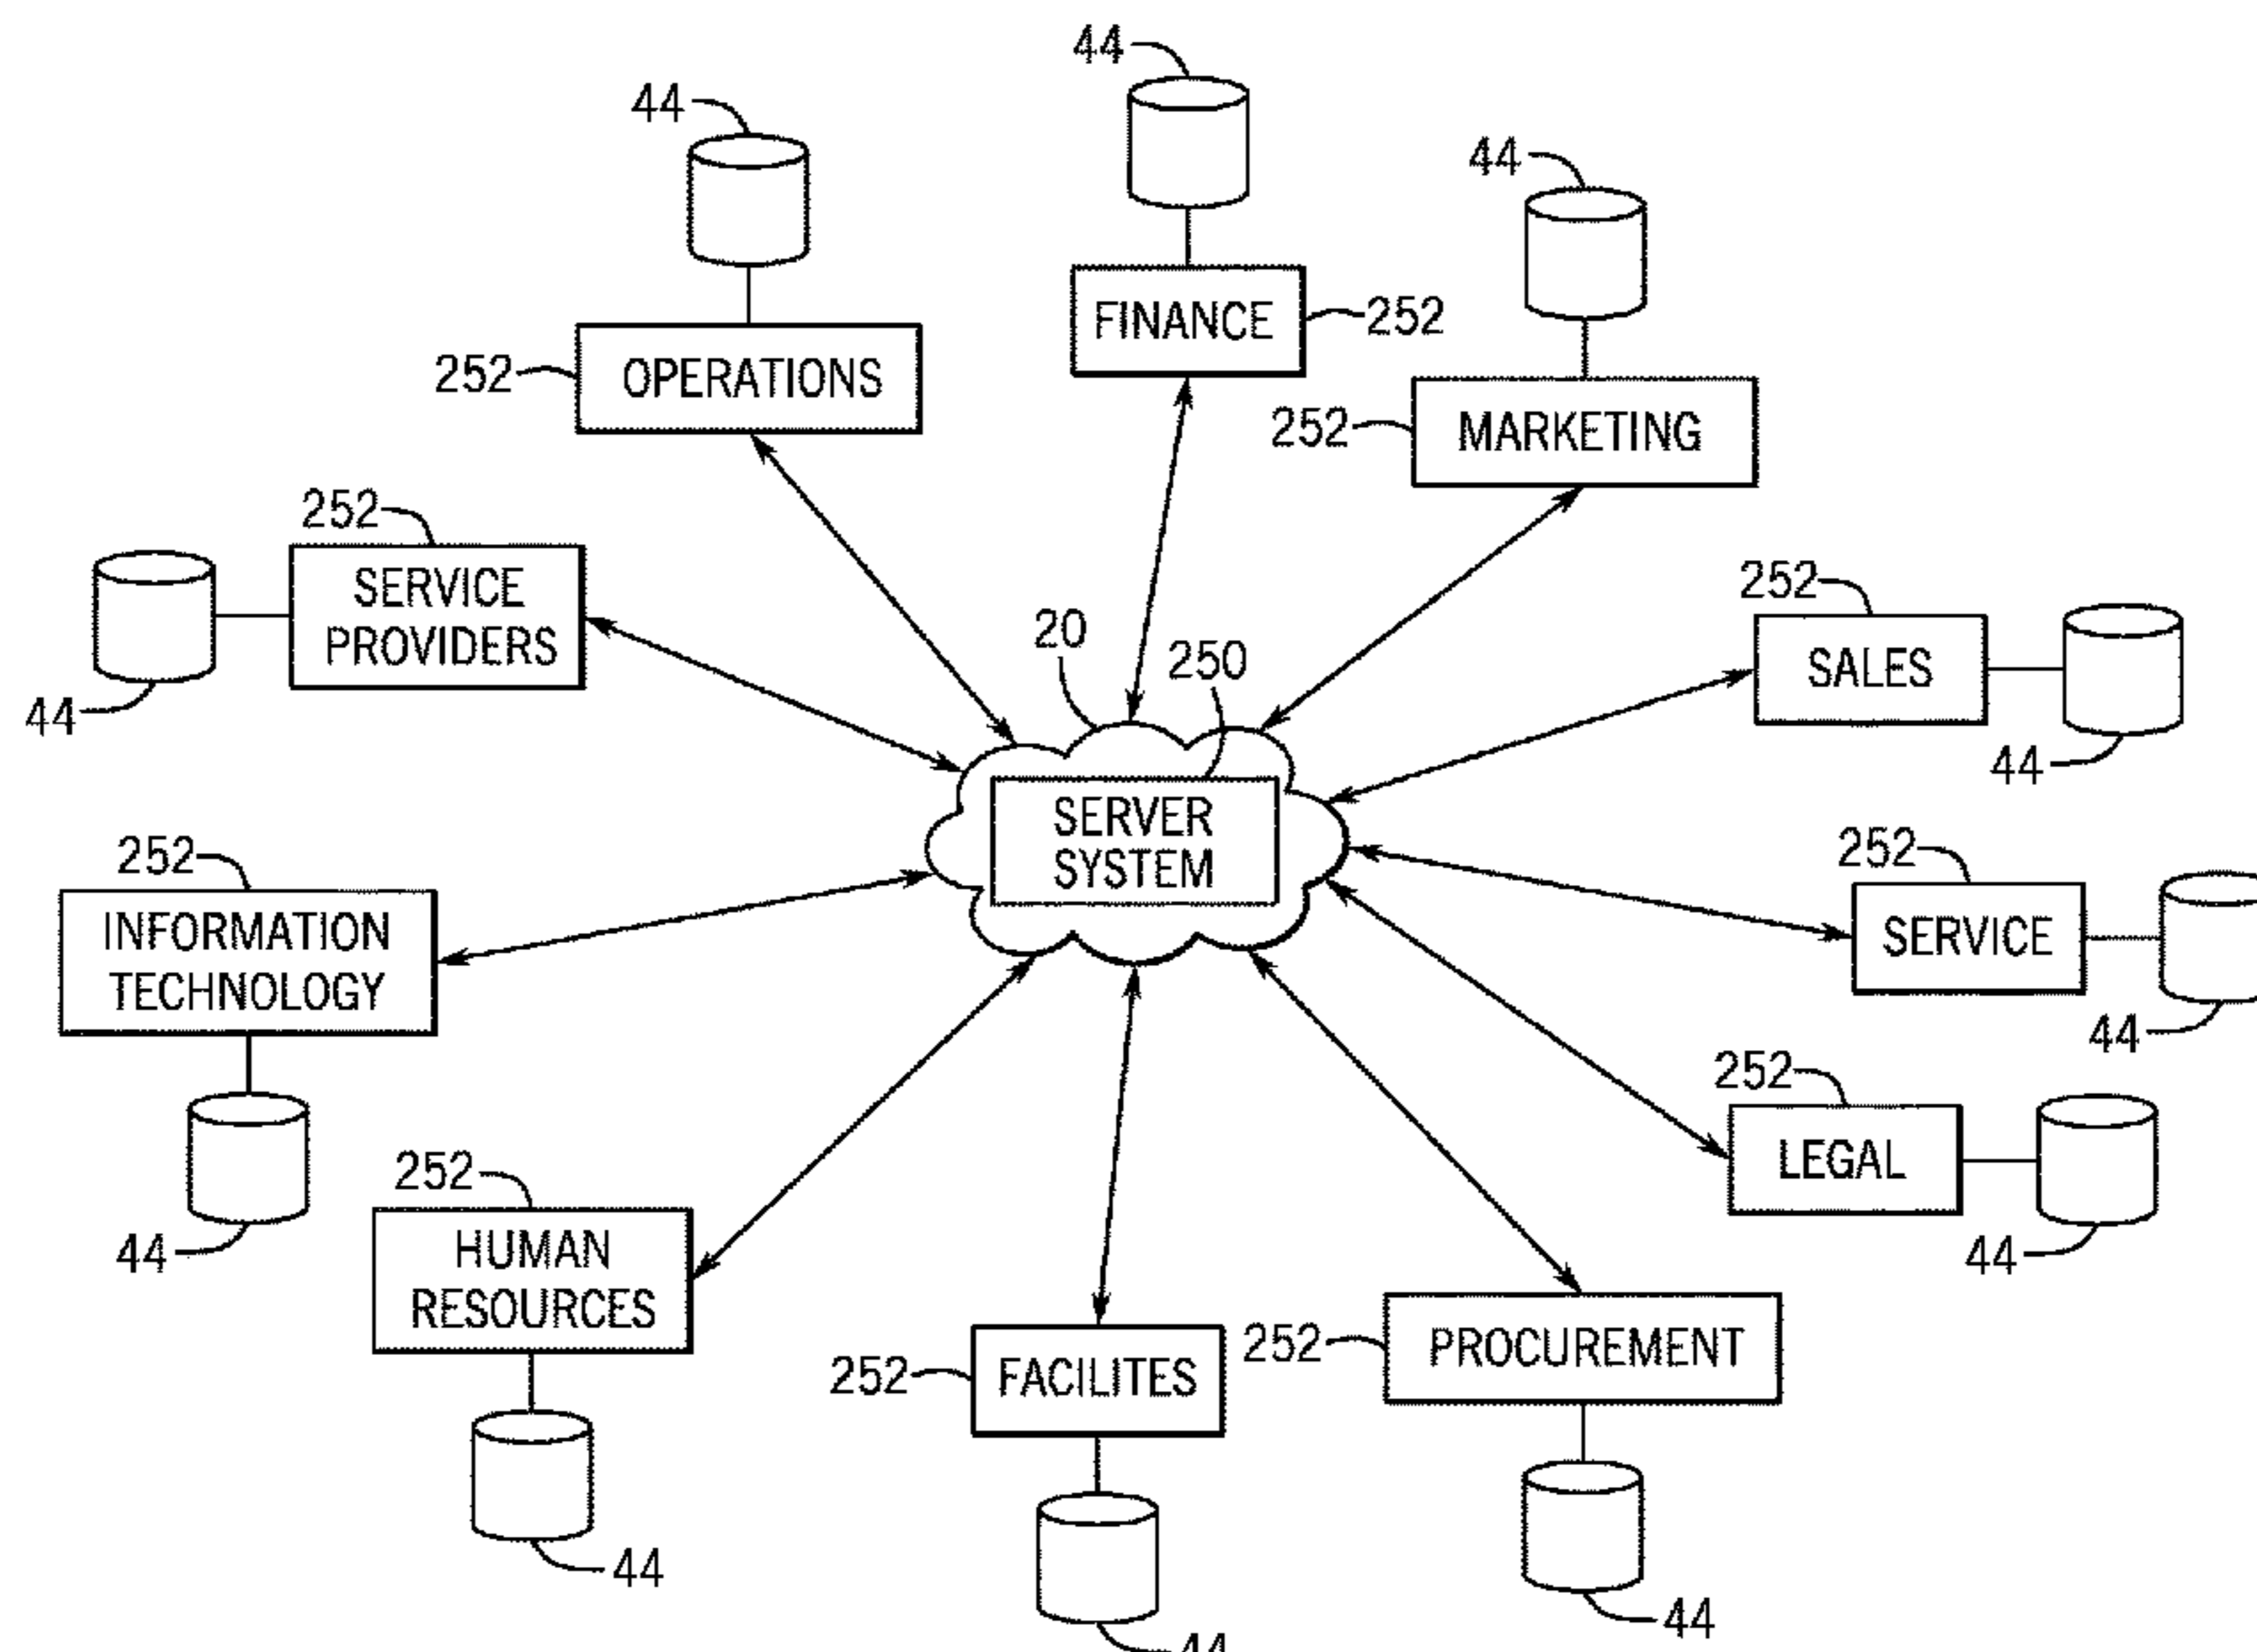 44
44
44
252
OPERATIONS
FINANCE
252
252
MARKETING
252
SERVICE
PROVIDERS
44
252
SALES
44
20
250
SERVER
SYSTEM
252
INFORMATION
TECHNOLOGY
44
252
SERVICE
44
252
LEGAL
44
252
HUMAN
RESOURCES
44
252
FACILITES
44
252
PROCUREMENT
44